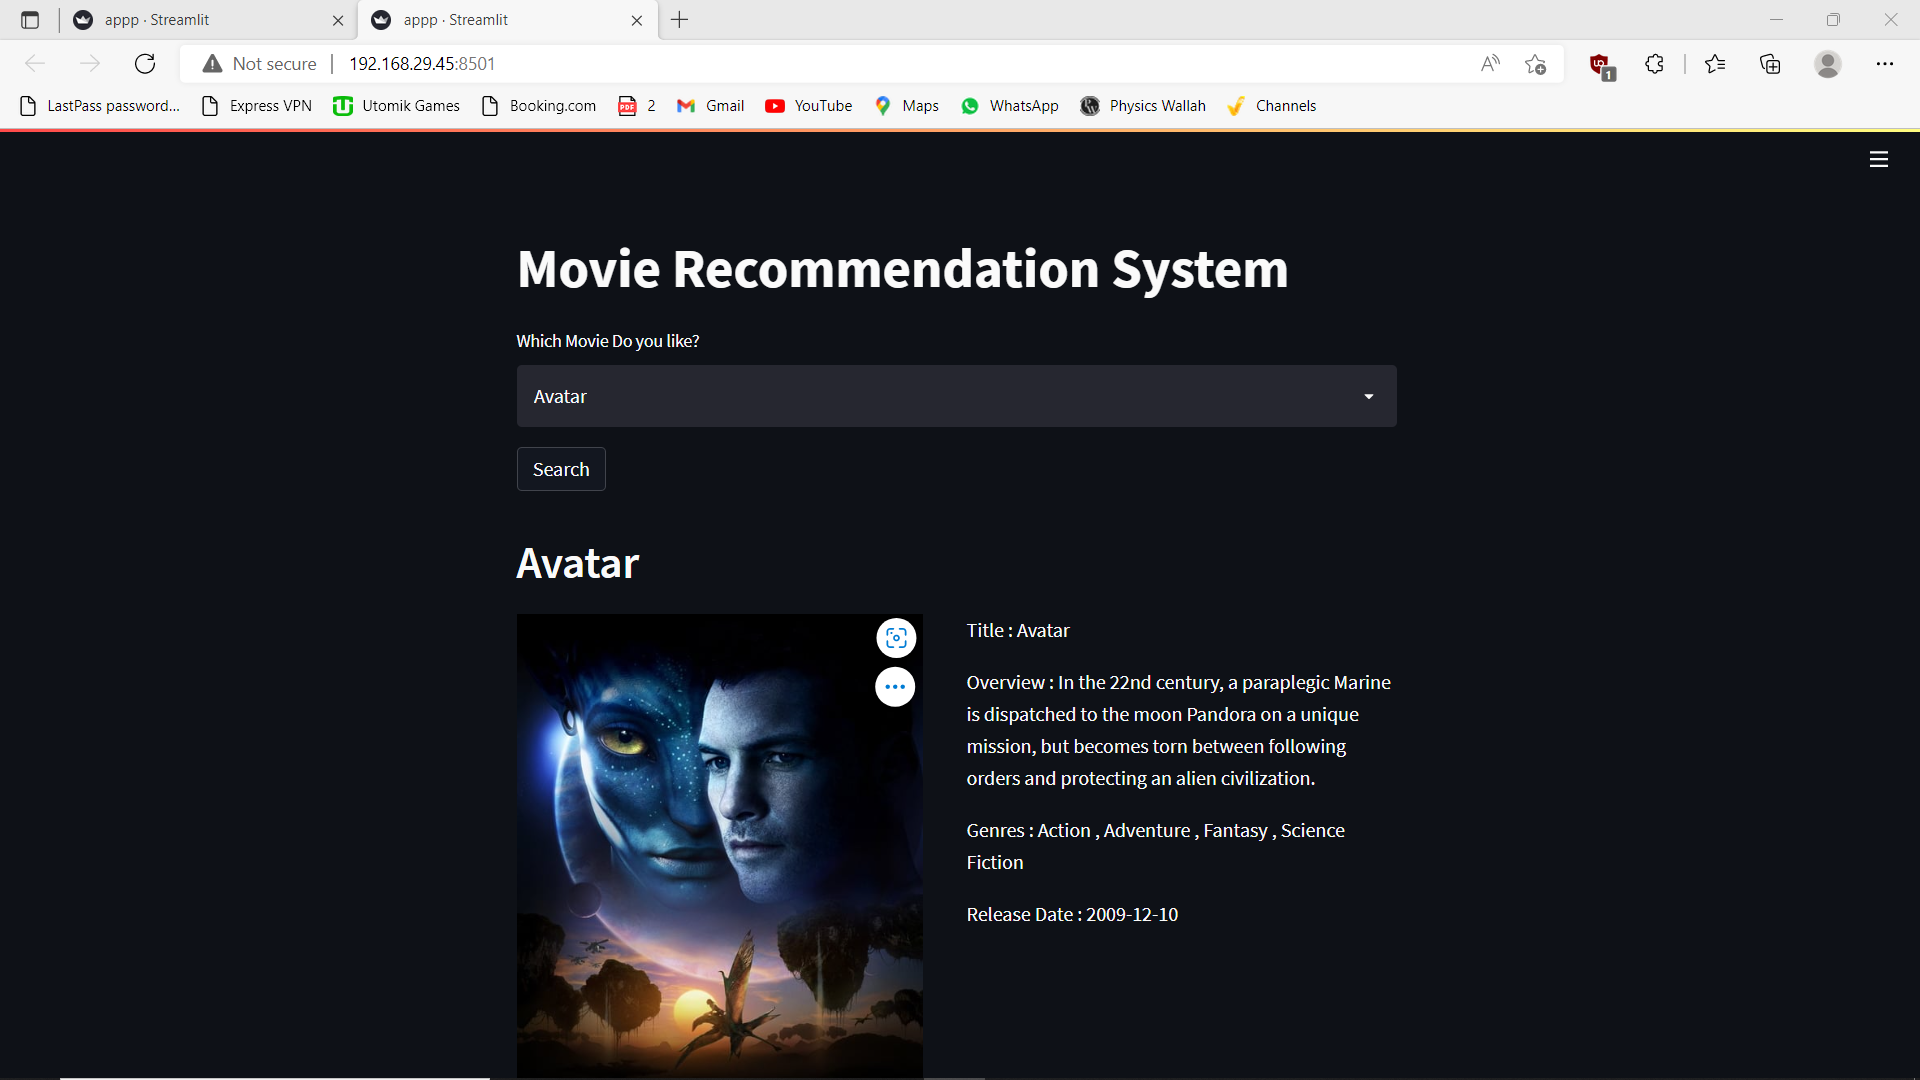 appp · Streamlit
appp · Streamlit
Not secure
192.168.29.45:8501
1
LastPass password...
Express VPN
Utomik Games
Booking.com
PDF 2
Gmail
YouTube
Maps
WhatsApp
Physics Wallah
Channels
Movie Recommendation System
Which Movie Do you like?
Avatar
Search
Avatar
Title : Avatar
Overview : In the 22nd century, a paraplegic Marine
is dispatched to the moon Pandora on a unique
mission, but becomes torn between following
orders and protecting an alien civilization.
Genres : Action , Adventure , Fantasy , Science
Fiction
Release Date : 2009-12-10